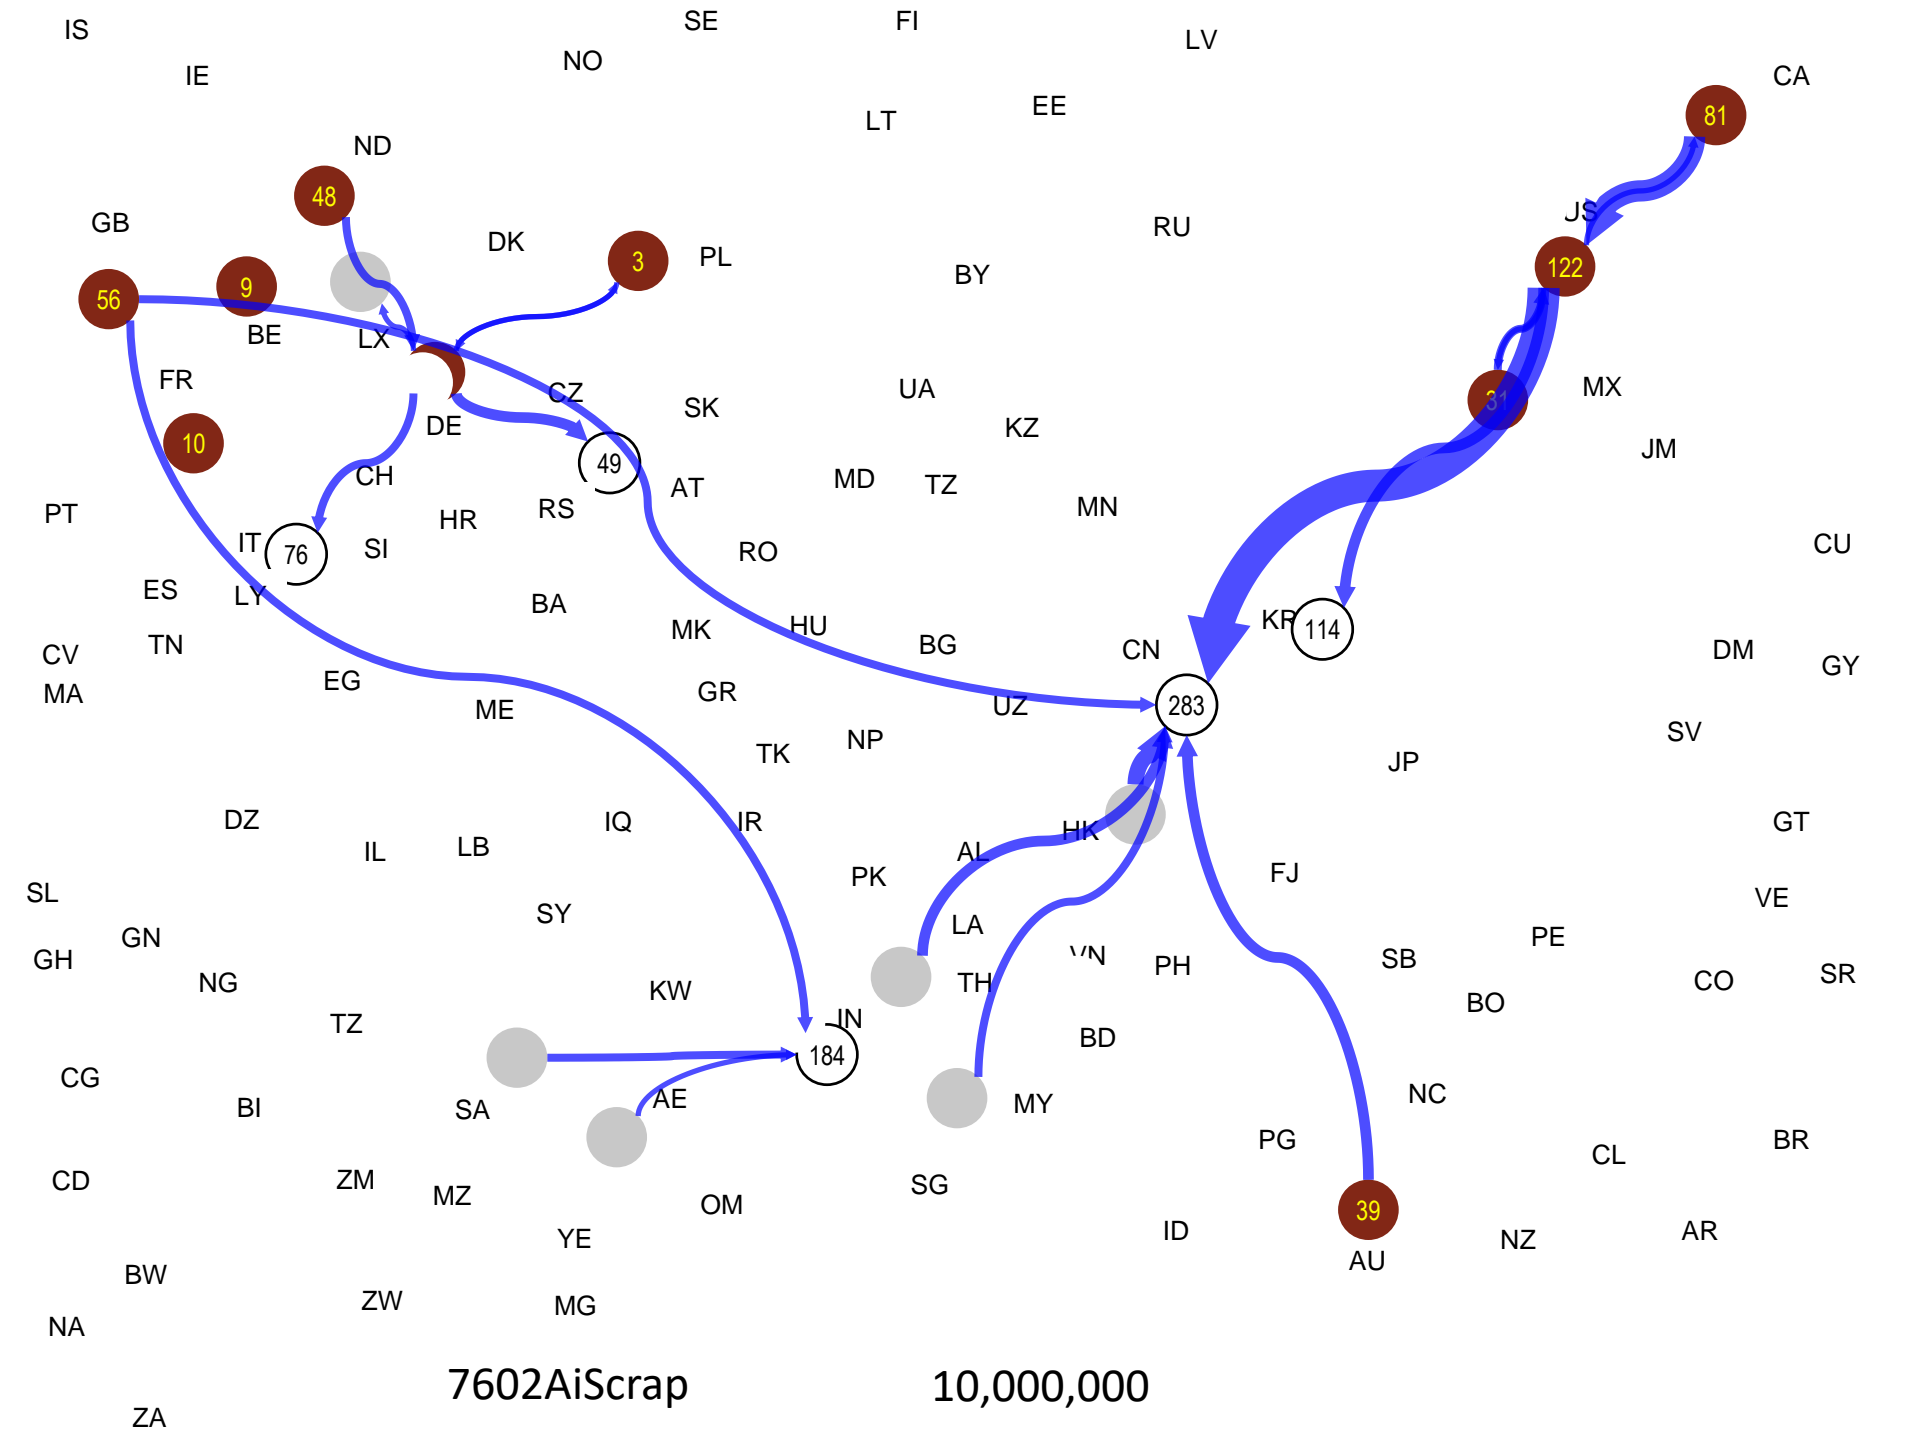 IS
SE
FI
LV
NO
IE
CA
EE
81
LT
ND
48
US
GB
RU
DK
PL
3
122
BY
9
56
BE
LX
FR
MX
UA
CZ
31
SK
DE
KZ
10
JM
49
CH
MD
TZ
AT
MN
RS
PT
HR
IT
76
SI
RO
CU
ES
LY
BA
KR
114
HU
MK
TN
BG
CN
DM
CV
GY
EG
GR
MA
283
UZ
ME
SV
NP
TK
JP
DZ
IQ
IR
GT
HK
LB
IL
AL
FJ
PK
SL
VE
SY
LA
GN
PE
VN
GH
SB
PH
SR
CO
NG
TH
KW
BO
IN
TZ
BD
184
CG
NC
AE
MY
BI
SA
PG
BR
CL
CD
ZM
SG
MZ
OM
39
ID
AR
YE
NZ
AU
BW
ZW
MG
NA
7602AiScrap 10,000,000
ZA